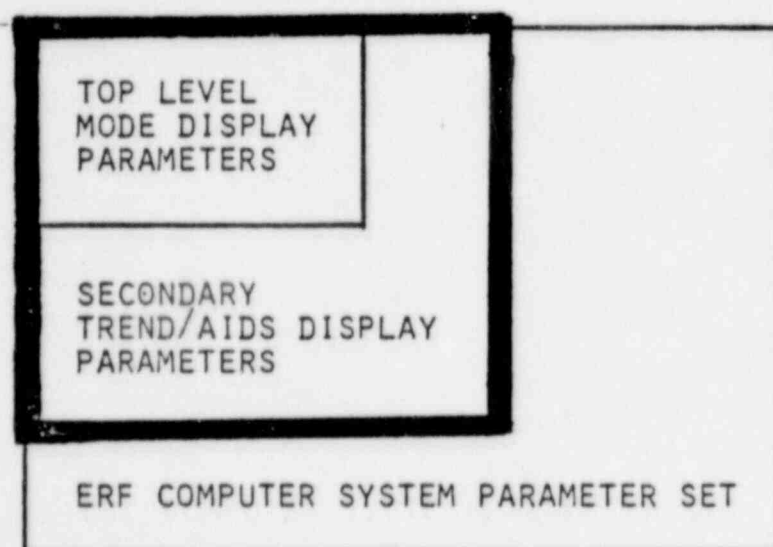 TOP LEVEL
MODE DISPLAY
PARAMETERS
SECONDARY
TREND/AIDS DISPLAY
PARAMETERS
ERF COMPUTER SYSTEM PARAMETER SET